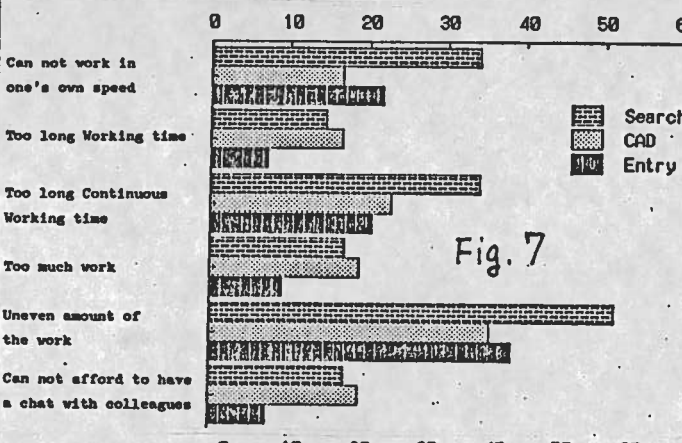 0 10 20 30 40 50 6
Can not work in
one's own speed
Search
Too long Working time
CAD
Entry
Too long Continuous
Working time
Fig. 7
Too much work
Uneven amount of
the work
Can not afford to have
a chat with colleagues